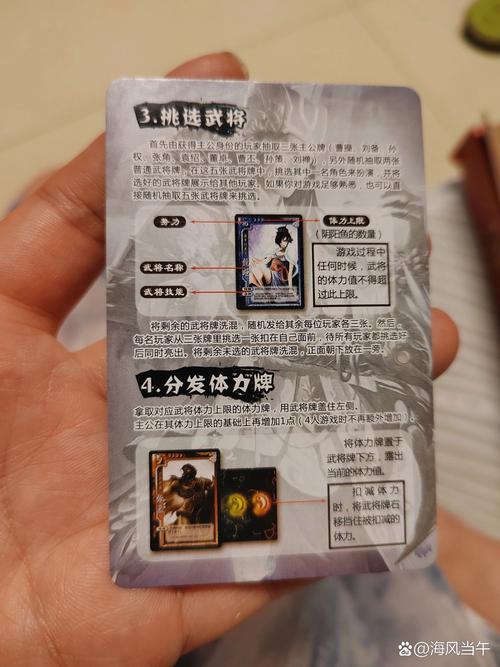 3.挑选武将
首先由获得主公身份的玩家抽取三张主公牌（曹操、刘备、孙
权、张角、袁绍、董卓、曹丕、孙策、刘禅），另外随机抽取两张
普通武将牌，在这五张武将牌中，挑选其中一名角色来扮演，并将
选好的武将牌展示给其他玩家。如果你对游戏足够熟悉，也可以直
接随机抽取五张武将牌来挑选。
势力
体力上限
（阴阳鱼的数量）
武将名称
武将技能
游戏过程中
任何时候，武将
的体力值不得超
过此上限。
将剩余的武将牌洗混，随机发给其余每位玩家各三张。然后，
每名玩家从三张牌里挑选一张扣在自己面前，待所有玩家都挑选好
后同时亮出。将剩余未选的武将牌洗混，正面朝下放在一旁。
4.分发体力牌
拿取对应武将体力上限的体力牌，用武将牌盖住左侧。
主公在其体力上限的基础上再增加1点（4人游戏时不再额外增加）。
将体力牌置于
武将牌下方，露出
当前的体力值。
扣减体力
时，将武将牌右
移挡住被扣减的
体力。
@海风当午